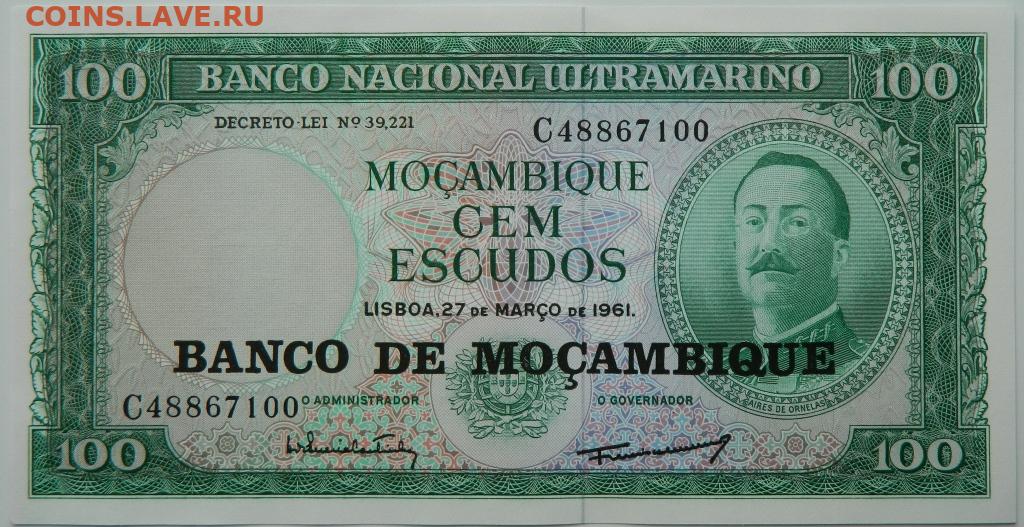 COINS.LAVE.RU
100 BANCO NACIONAL ULTRAMARINO 100
DECRETO-LEI Nº 39,221
C48867100
MOÇAMBIQUE
CEM
ESCUDOS
LISBOA, 27 DE MARÇO DE 1961.
BANCO DE MOÇAMBIQUE
C48867100
O ADMINISTRADOR
O GOVERNADOR
AIRES DE ORNELAS
100 100